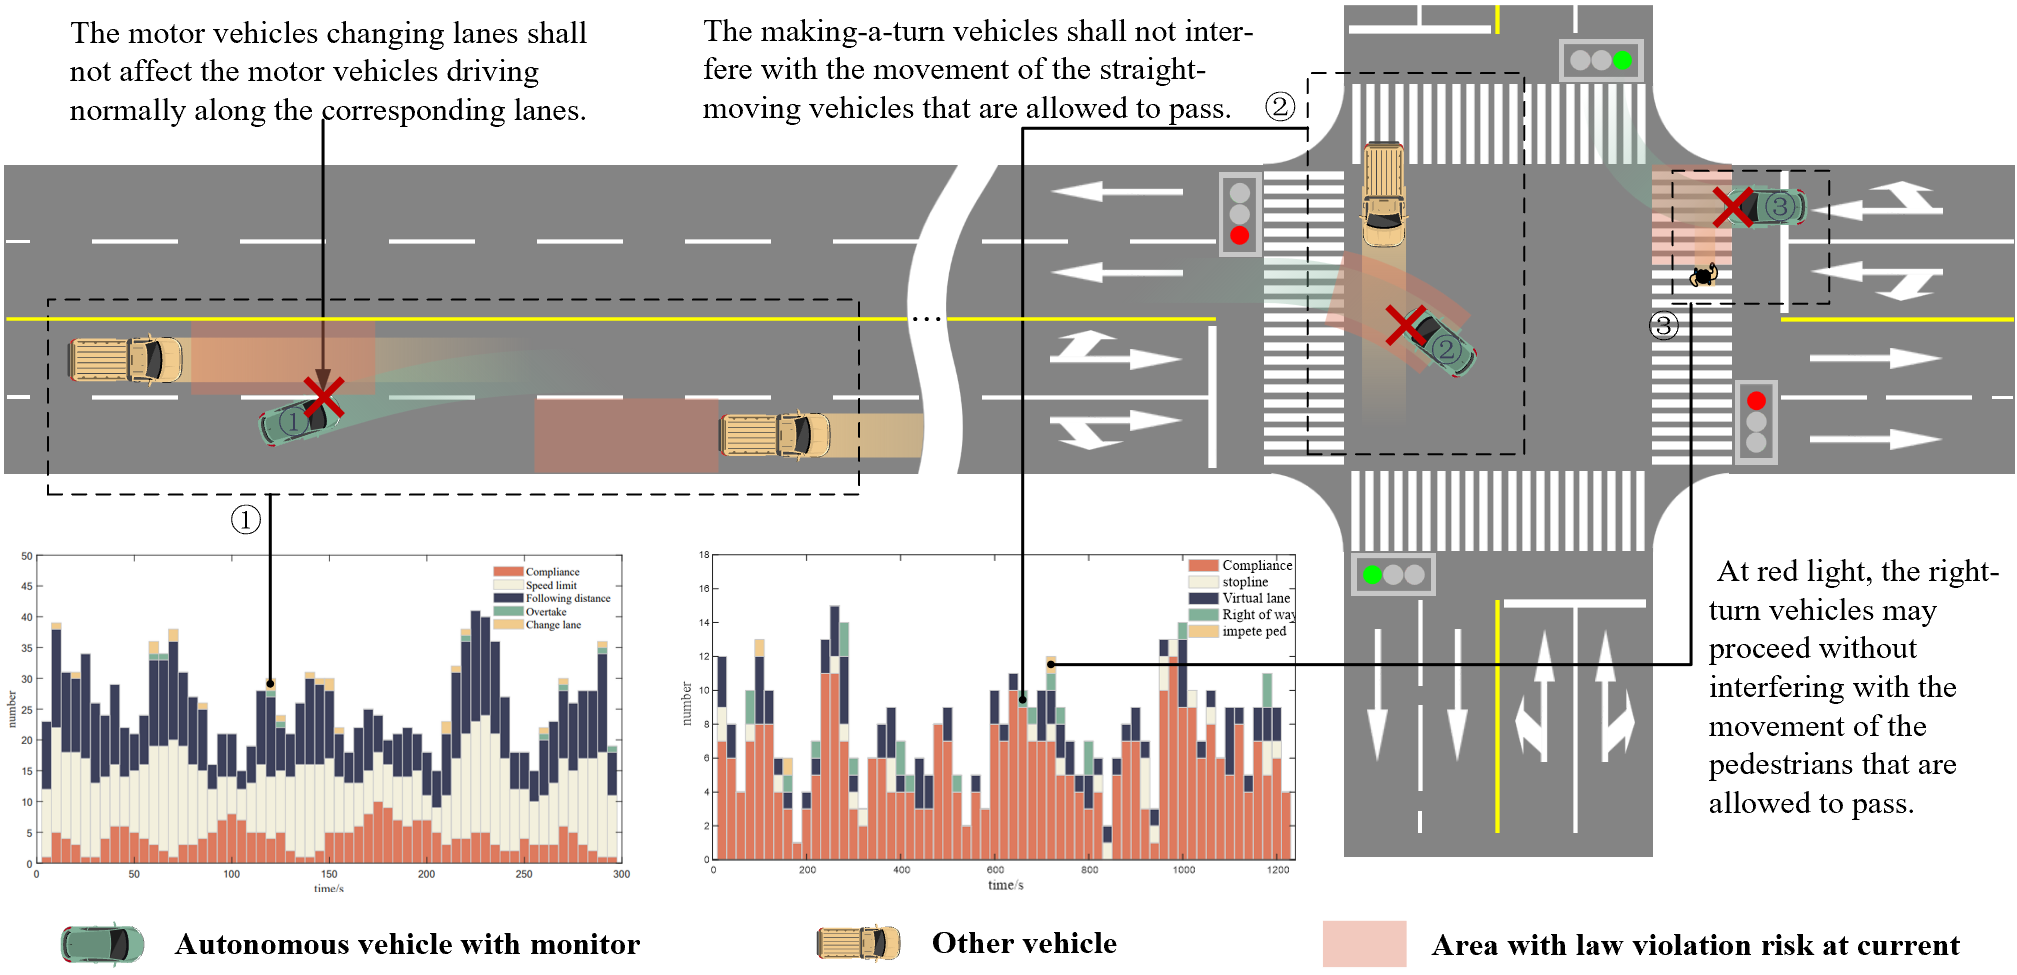 The motor vehicles changing lanes shall
not affect the motor vehicles driving
normally along the corresponding lanes.
The making-a-turn vehicles shall not inter-
fere with the movement of the straight-
moving vehicles that are allowed to pass.
②
③
②
③
①
...
①
At red light, the right-
turn vehicles may
proceed without
interfering with the
movement of the
pedestrians that are
allowed to pass.
50
45
40
35
30
25
20
15
10
5
0
number
Compliance
Speed limit
Following distance
Overtake
Change lane
0
50
100
150
200
250
300
time/s
18
16
14
12
10
8
6
4
2
0
number
Compliance
stopline
Virtual lane
Right of way
impete ped
0
200
400
600
800
1000
1200
time/s
Autonomous vehicle with monitor
Other vehicle
Area with law violation risk at current